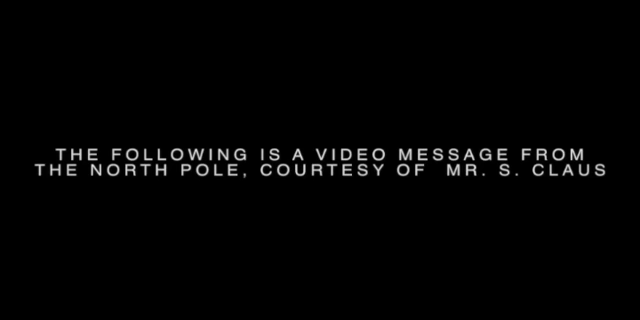 THE FOLLOWING IS A VIDEO MESSAGE FROM
THE NORTH POLE, COURTESY OF  MR. S. CLAUS